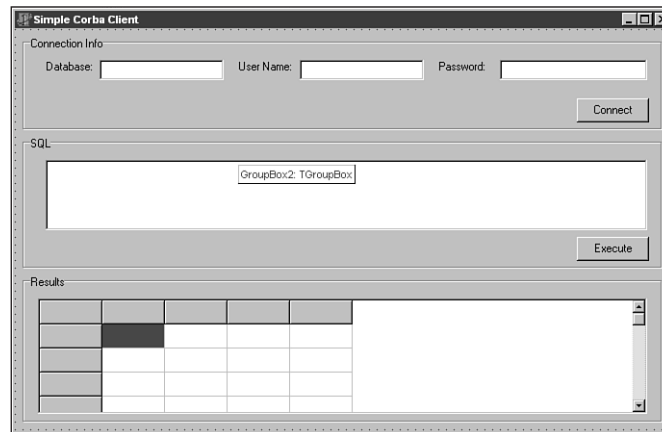 Simple Corba Client
Connection Info
Database: User Name: Password:
Connect
SQL
GroupBox2: TGroupBox
Execute
Results